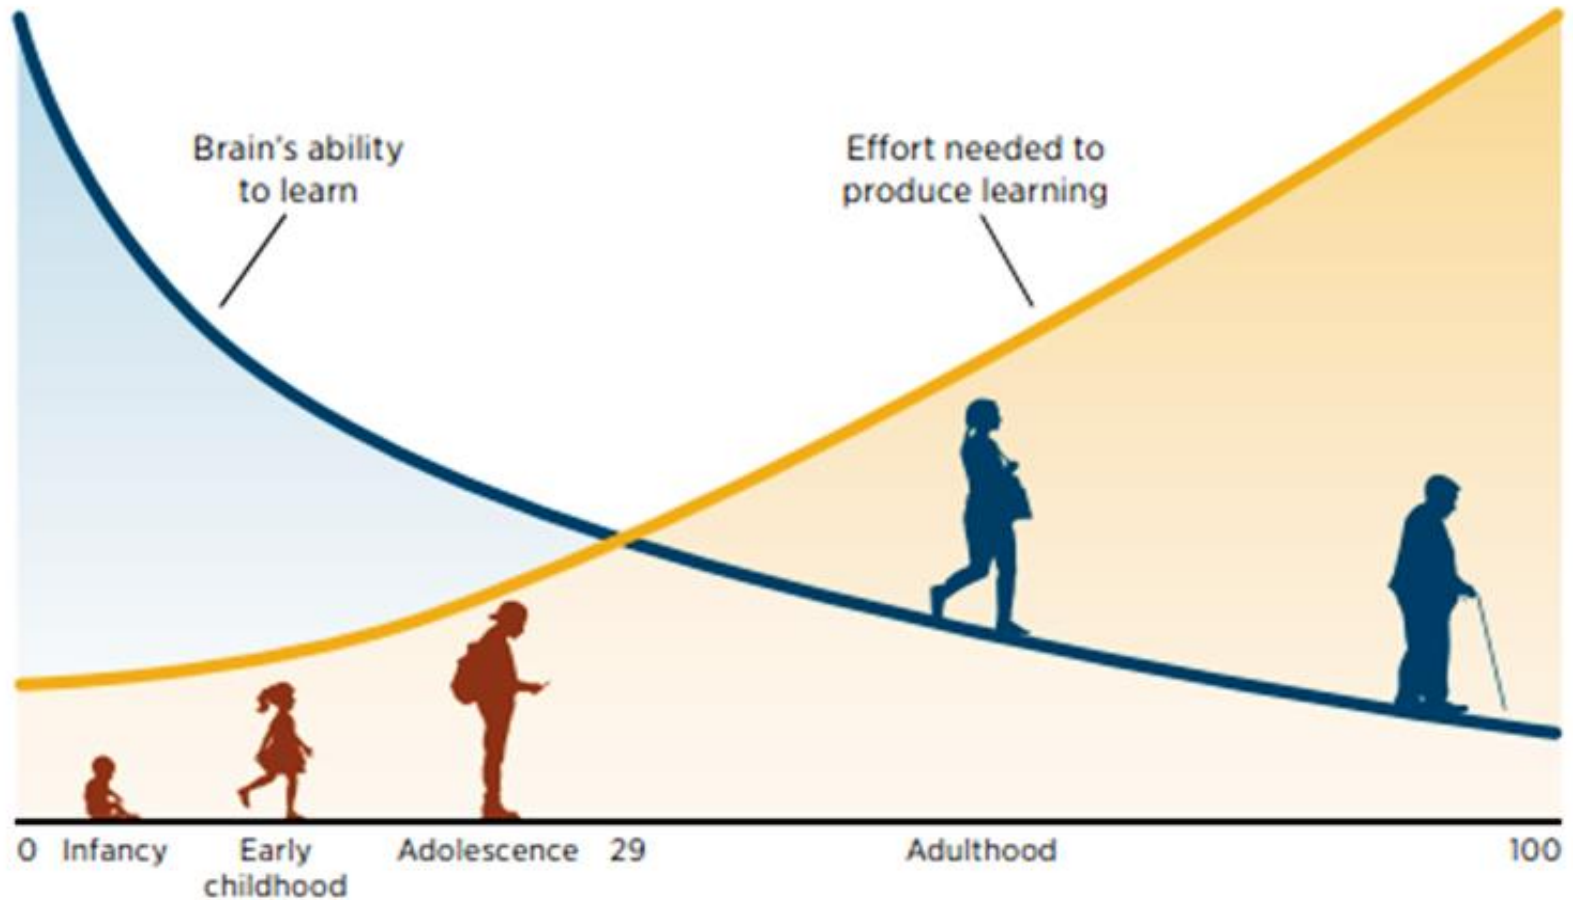 Brain's ability
to learn
Effort needed to
produce learning
0 Infancy Early Adolescence 29 Adulthood 100
childhood